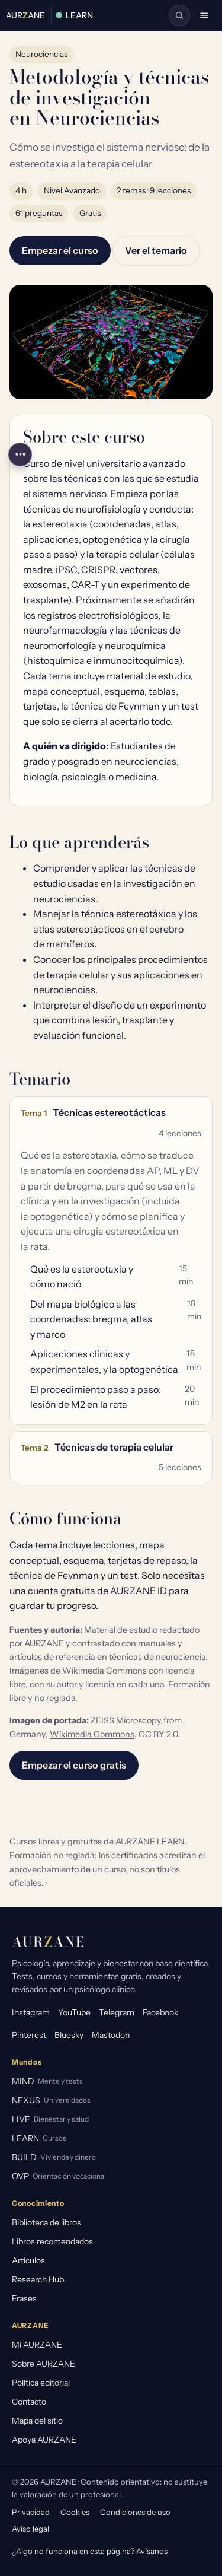 AURZANE LEARN
Neurociencias
Metodología y técnicas
de investigación
en Neurociencias
Cómo se investiga el sistema nervioso: de la
estereotaxia a la terapia celular
4 h Nivel Avanzado 2 temas · 9 lecciones
61 preguntas Gratis
Empezar el curso Ver el temario
Sobre este curso
Curso de nivel universitario avanzado
sobre las técnicas con las que se estudia
el sistema nervioso. Empieza por las
técnicas de neurofisiología y conducta:
la estereotaxia (coordenadas, atlas,
aplicaciones, optogenética y la cirugía
paso a paso) y la terapia celular (células
madre, iPSC, CRISPR, vectores,
exosomas, CAR-T y un experimento de
trasplante). Próximamente se añadirán
los registros electrofisiológicos, la
neurofarmacología y las técnicas de
neuromorfología y neuroquímica
(histoquímica e inmunocitoquímica).
Cada tema incluye material de estudio,
mapa conceptual, esquema, tablas,
tarjetas, la técnica de Feynman y un test
que solo se cierra al acertarlo todo.
A quién va dirigido: Estudiantes de
grado y posgrado en neurociencias,
biología, psicología o medicina.
Lo que aprenderás
Comprender y aplicar las técnicas de
estudio usadas en la investigación en
neurociencias.
Manejar la técnica estereotáxica y los
atlas estereotácticos en el cerebro
de mamíferos.
Conocer los principales procedimientos
de terapia celular y sus aplicaciones en
neurociencias.
Interpretar el diseño de un experimento
que combina lesión, trasplante y
evaluación funcional.
Temario
Tema 1 Técnicas estereotácticas
4 lecciones
Qué es la estereotaxia, cómo se traduce
la anatomía en coordenadas AP, ML y DV
a partir de bregma, para qué se usa en la
clínica y en la investigación (incluida
la optogenética) y cómo se planifica y
ejecuta una cirugía estereotáxica en
la rata.
Qué es la estereotaxia y
cómo nació
15
min
Del mapa biológico a las
coordenadas: bregma, atlas
y marco
18
min
Aplicaciones clínicas y
experimentales, y la optogenética
18
min
El procedimiento paso a paso:
lesión de M2 en la rata
20
min
Tema 2 Técnicas de terapia celular
5 lecciones
Cómo funciona
Cada tema incluye lecciones, mapa
conceptual, esquema, tarjetas de repaso, la
técnica de Feynman y un test. Solo necesitas
una cuenta gratuita de AURZANE ID para
guardar tu progreso.
Fuentes y autoría: Material de estudio redactado
por AURZANE y contrastado con manuales y
artículos de referencia en técnicas de neurociencia.
Imágenes de Wikimedia Commons con licencia
libre, con su autor y licencia en cada una. Formación
libre y no reglada.
Imagen de portada: ZEISS Microscopy from
Germany, Wikimedia Commons, CC BY 2.0.
Empezar el curso gratis
Cursos libres y gratuitos de AURZANE LEARN.
Formación no reglada: los certificados acreditan el
aprovechamiento de un curso, no son títulos
oficiales. ·
AURZANE
Psicología, aprendizaje y bienestar con base científica.
Tests, cursos y herramientas gratis, creados y
revisados por un psicólogo clínico.
Instagram YouTube Telegram Facebook
Pinterest Bluesky Mastodon
Mundos
MIND Mente y tests
NEXUS Universidades
LIVE Bienestar y salud
LEARN Cursos
BUILD Vivienda y dinero
OVP Orientación vocacional
Conocimiento
Biblioteca de libros
Libros recomendados
Artículos
Research Hub
Frases
AURZANE
Mi AURZANE
Sobre AURZANE
Política editorial
Contacto
Mapa del sitio
Apoya AURZANE
© 2026 AURZANE · Contenido orientativo: no sustituye
la valoración de un profesional.
Privacidad Cookies Condiciones de uso
Aviso legal
¿Algo no funciona en esta página? Avísanos